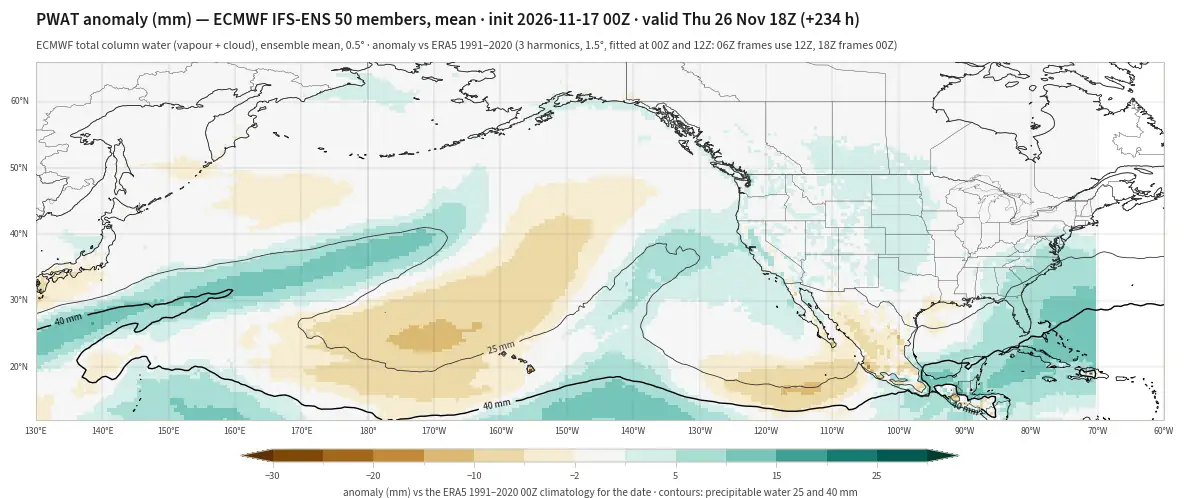 PWAT anomaly (mm) — ECMWF IFS-ENS 50 members, mean · init 2026-11-17 00Z · valid Thu 26 Nov 18Z (+234 h)
ECMWF total column water (vapour + cloud), ensemble mean, 0.5° · anomaly vs ERA5 1991–2020 (3 harmonics, 1.5°, fitted at 00Z and 12Z: 06Z frames use 12Z, 18Z frames 00Z)
60°N
50°N
40°N
30°N
20°N
40 mm
25 mm
40 mm
40 mm
130°E 140°E 150°E 160°E 170°E 180° 170°W 160°W 150°W 140°W 130°W 120°W 110°W 100°W 90°W 80°W 70°W 60°W
−30 −20 −10 −2 5 15 25
anomaly (mm) vs the ERA5 1991–2020 00Z climatology for the date · contours: precipitable water 25 and 40 mm